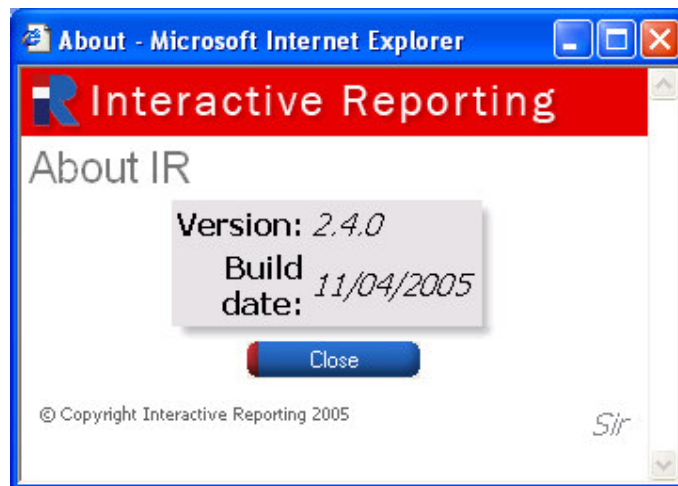 About - Microsoft Internet Explorer
iR Interactive Reporting
About IR
Version: 2.4.0
Build date: 11/04/2005
Close
© Copyright Interactive Reporting 2005
Sir